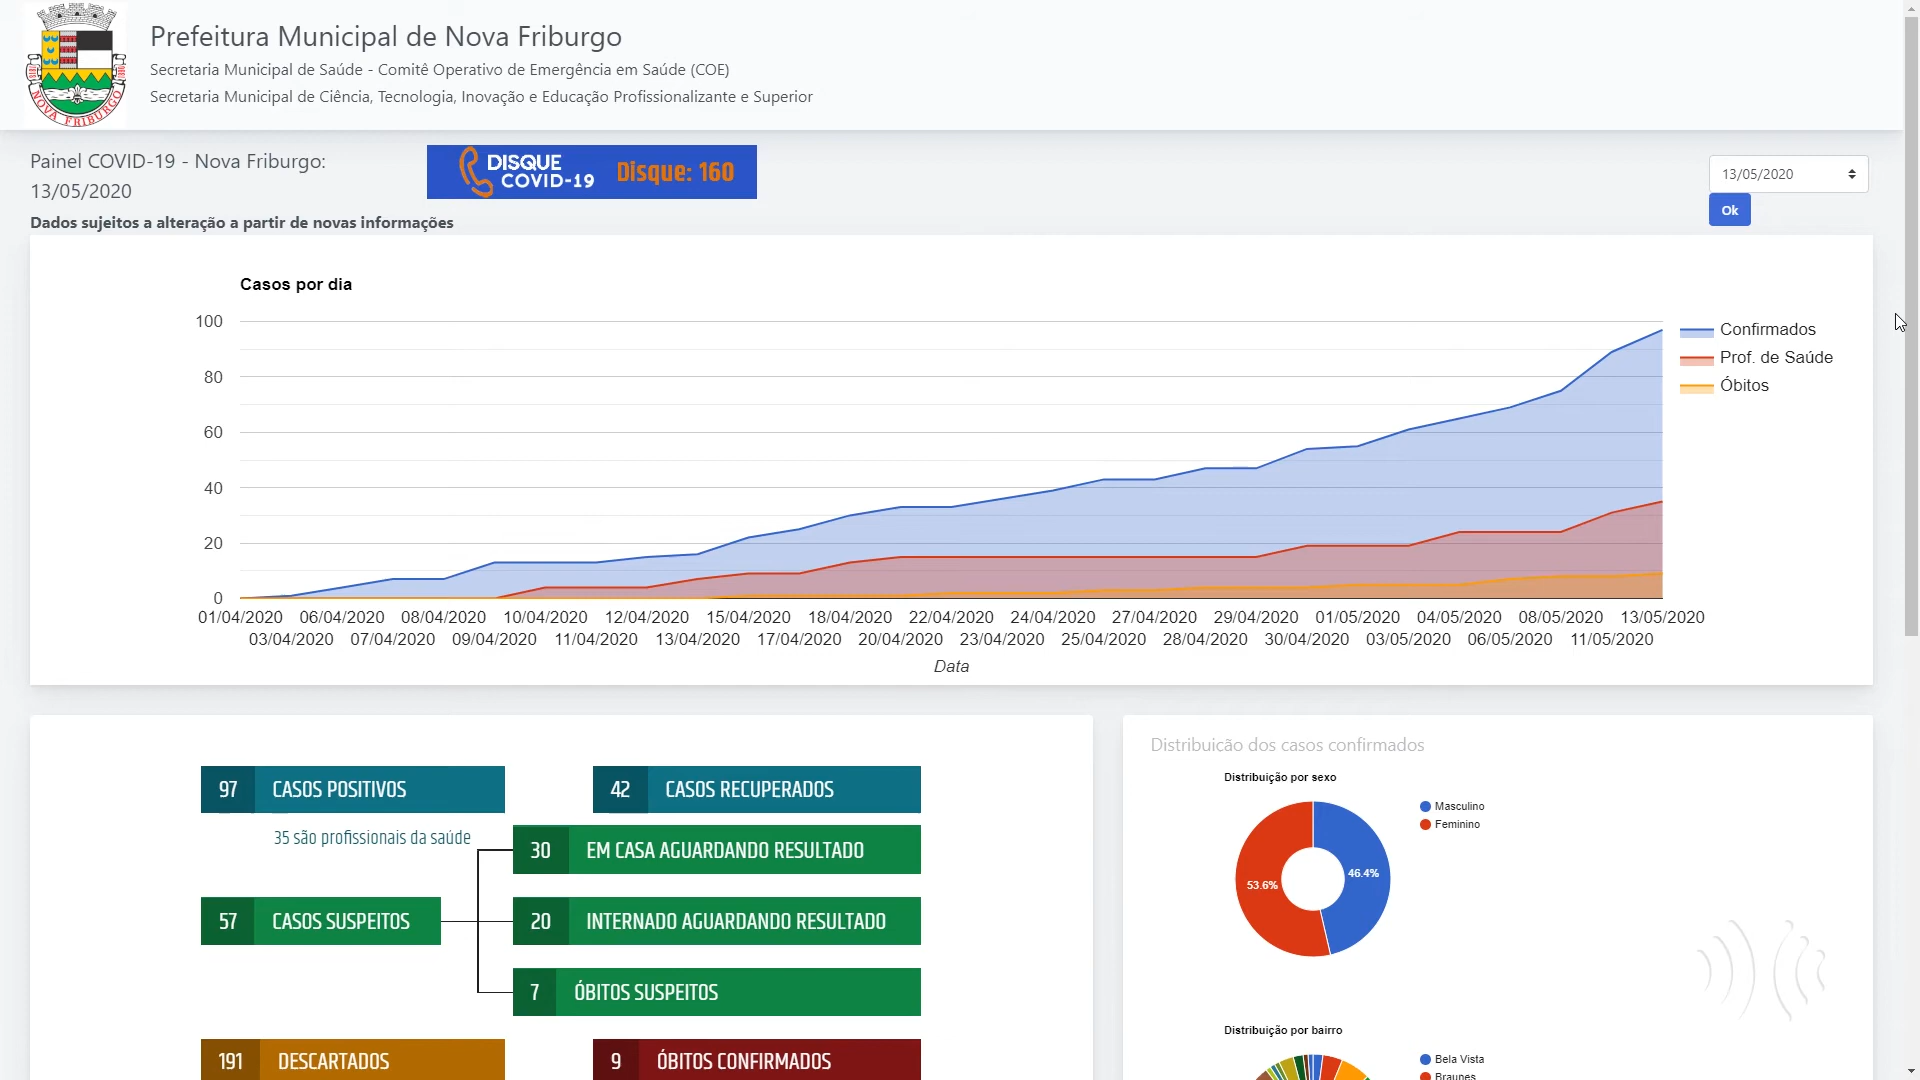 Prefeitura Municipal de Nova Friburgo
Secretaria Municipal de Saúde - Comitê Operativo de Emergência em Saúde (COE)
Secretaria Municipal de Ciência, Tecnologia, Inovação e Educação Profissionalizante e Superior
NOVA FRIBURGO
Painel COVID-19 - Nova Friburgo:
13/05/2020
DISQUE
COVID-19
Disque: 160
13/05/2020
Ok
Dados sujeitos a alteração a partir de novas informações
Casos por dia
100
80
60
40
20
0
Confirmados
Prof. de Saúde
Óbitos
01/04/2020 06/04/2020 08/04/2020 10/04/2020 12/04/2020 15/04/2020 18/04/2020 22/04/2020 24/04/2020 27/04/2020 29/04/2020 01/05/2020 04/05/2020 08/05/2020 13/05/2020
03/04/2020 07/04/2020 09/04/2020 11/04/2020 13/04/2020 17/04/2020 20/04/2020 23/04/2020 25/04/2020 28/04/2020 30/04/2020 03/05/2020 06/05/2020 11/05/2020
Data
97 CASOS POSITIVOS
42 CASOS RECUPERADOS
35 são profissionais da saúde
30 EM CASA AGUARDANDO RESULTADO
57 CASOS SUSPEITOS
20 INTERNADO AGUARDANDO RESULTADO
7 ÓBITOS SUSPEITOS
191 DESCARTADOS
9 ÓBITOS CONFIRMADOS
Distribuicão dos casos confirmados
Distribuição por sexo
Masculino
Feminino
46.4%
53.6%
Distribuição por bairro
Bela Vista
Braunes